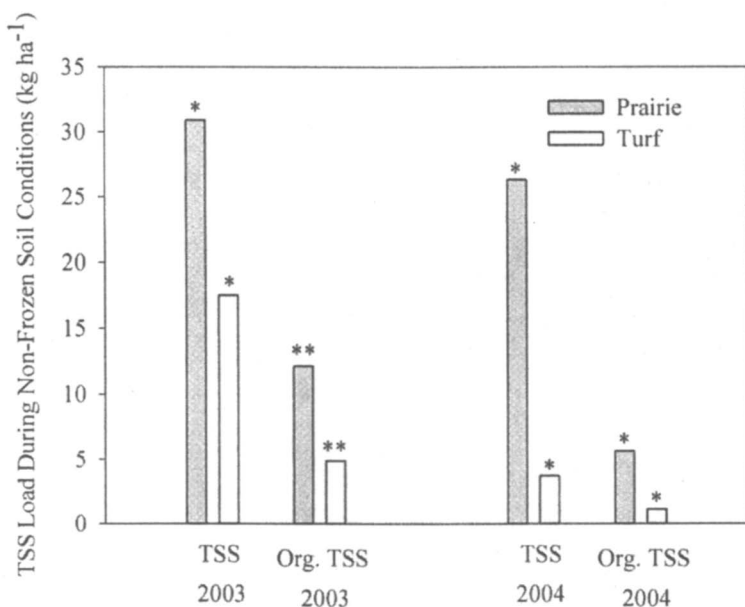 TSS Load During Non-Frozen Soil Conditions (kg ha⁻¹)
35
30
25
20
15
10
5
0
Prairie
Turf
*
*
**
**
*
*
*
*
TSS
2003
Org. TSS
2003
TSS
2004
Org. TSS
2004